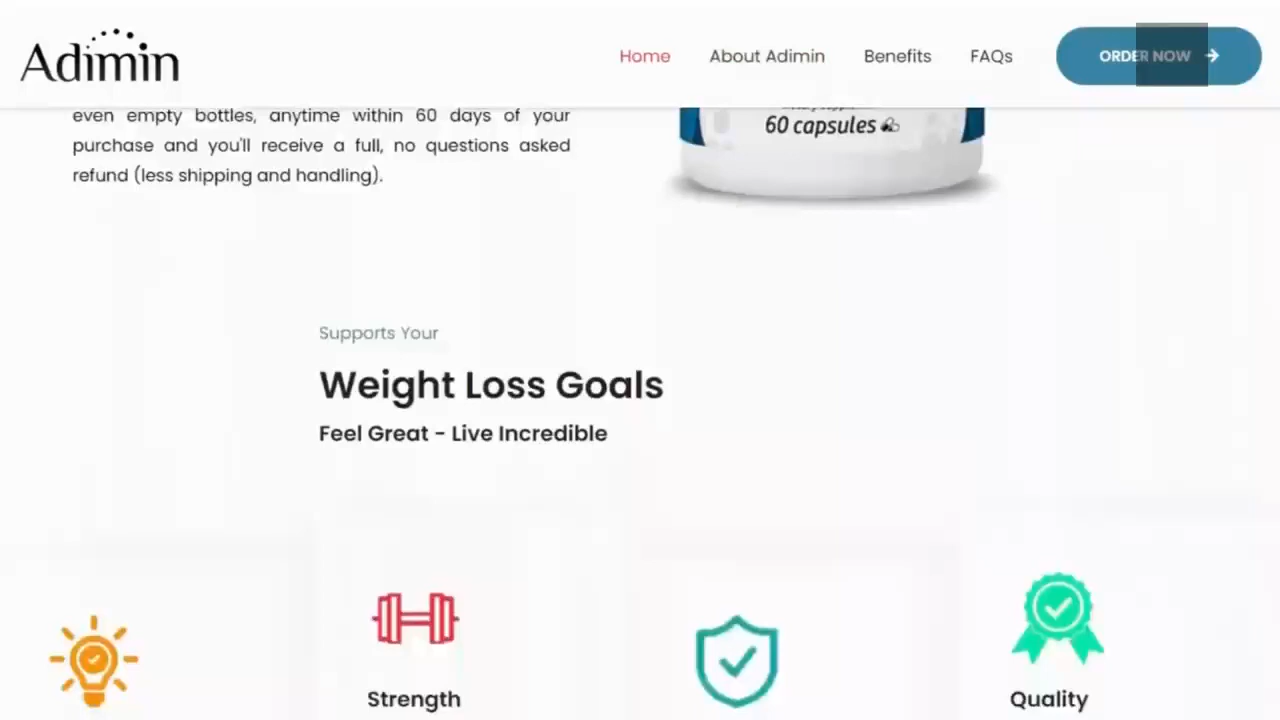 Adimin
Home
About Adimin
Benefits
FAQs
ORDER NOW
even empty bottles, anytime within 60 days of your
purchase and you'll receive a full, no questions asked
refund (less shipping and handling).
60 capsules
Supports Your
Weight Loss Goals
Feel Great - Live Incredible
Strength
Quality